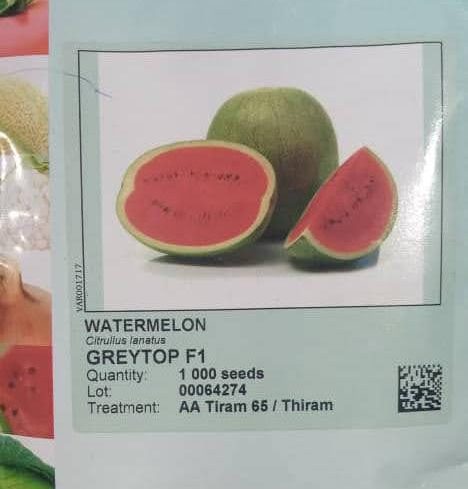 VAR001717
WATERMELON
Citrullus lanatus
GREYTOP F1
Quantity: 1 000 seeds
Lot: 00064274
Treatment: AA Tiram 65 / Thiram